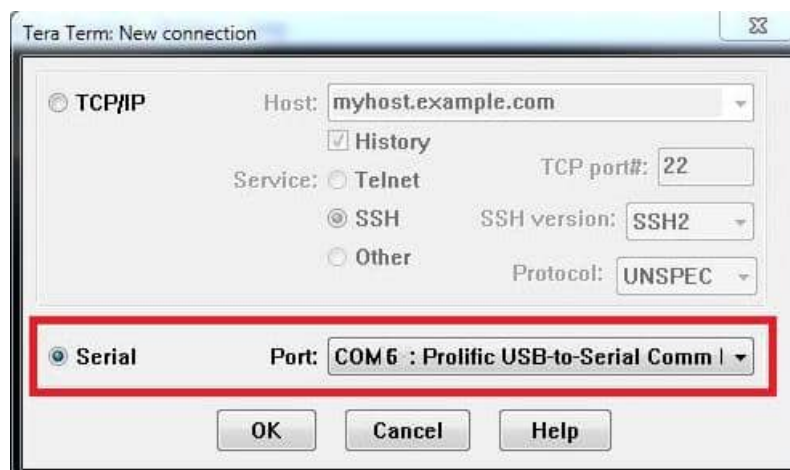 Tera Term: New connection
TCP/IP
Host: myhost.example.com
History
Service: Telnet
TCP port#: 22
SSH
SSH version: SSH2
Other
Protocol: UNSPEC
Serial
Port: COM6 : Prolific USB-to-Serial Comm
OK
Cancel
Help